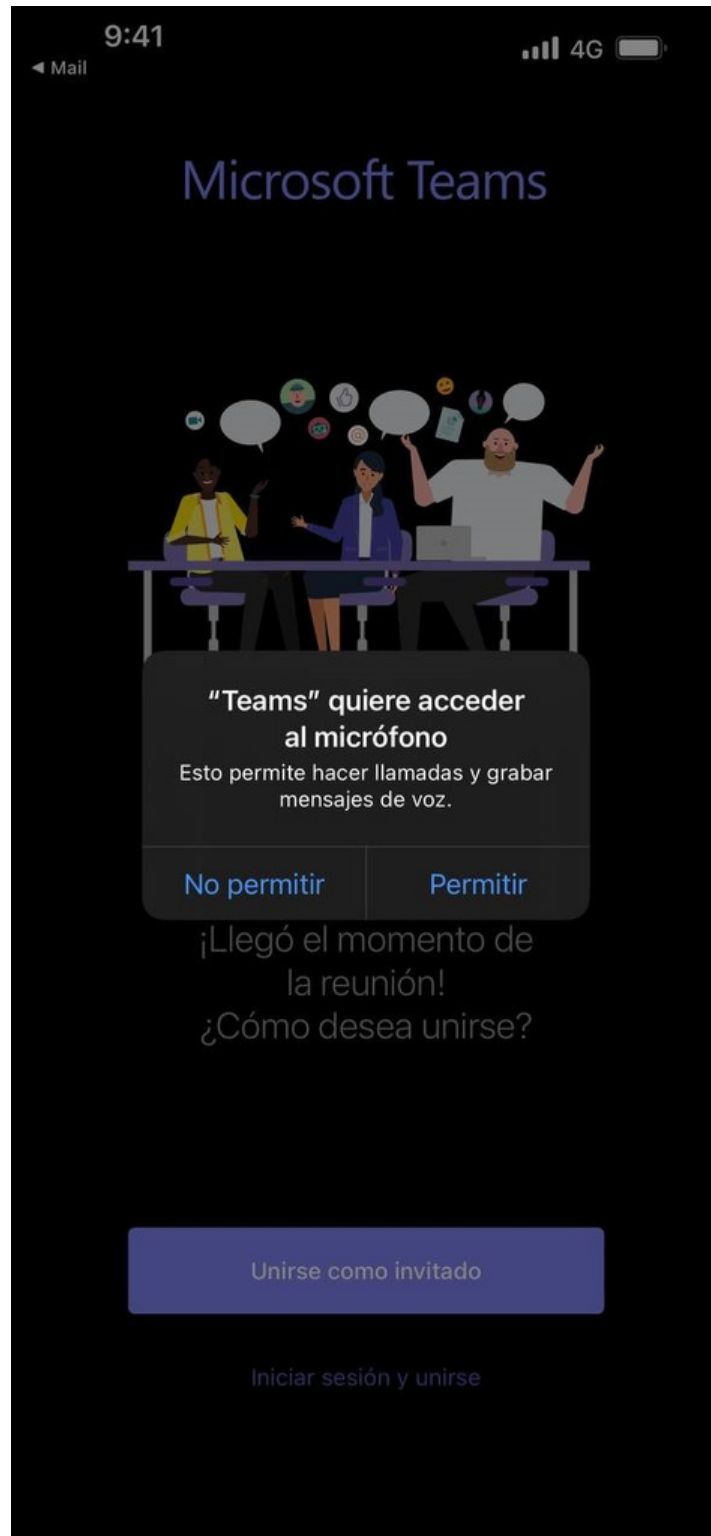 9:41
4G
◀ Mail
Microsoft Teams
“Teams” quiere acceder
al micrófono
Esto permite hacer llamadas y grabar
mensajes de voz.
No permitir
Permitir
¡Llegó el momento de
la reunión!
¿Cómo desea unirse?
Unirse como invitado
Iniciar sesión y unirse